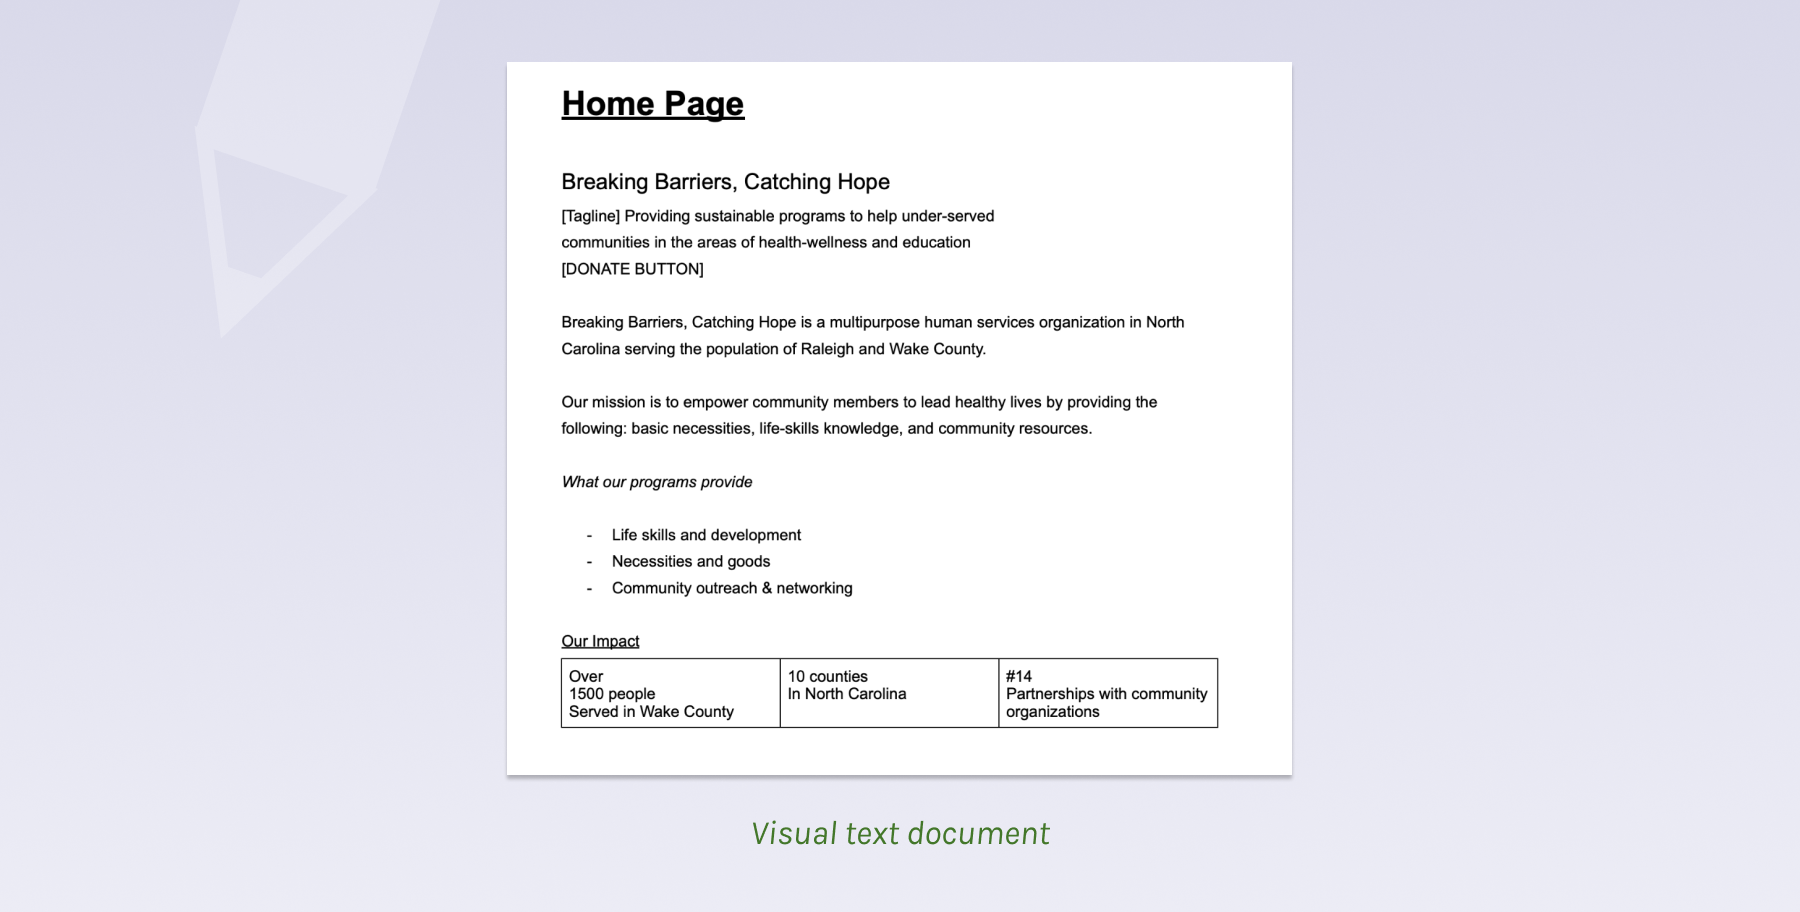 Home Page
Breaking Barriers, Catching Hope
[Tagline] Providing sustainable programs to help under-served
communities in the areas of health-wellness and education
[DONATE BUTTON]
Breaking Barriers, Catching Hope is a multipurpose human services organization in North
Carolina serving the population of Raleigh and Wake County.
Our mission is to empower community members to lead healthy lives by providing the
following: basic necessities, life-skills knowledge, and community resources.
What our programs provide
- Life skills and development
- Necessities and goods
- Community outreach & networking
Our Impact
Over
1500 people
Served in Wake County
10 counties
In North Carolina
#14
Partnerships with community
organizations
Visual text document